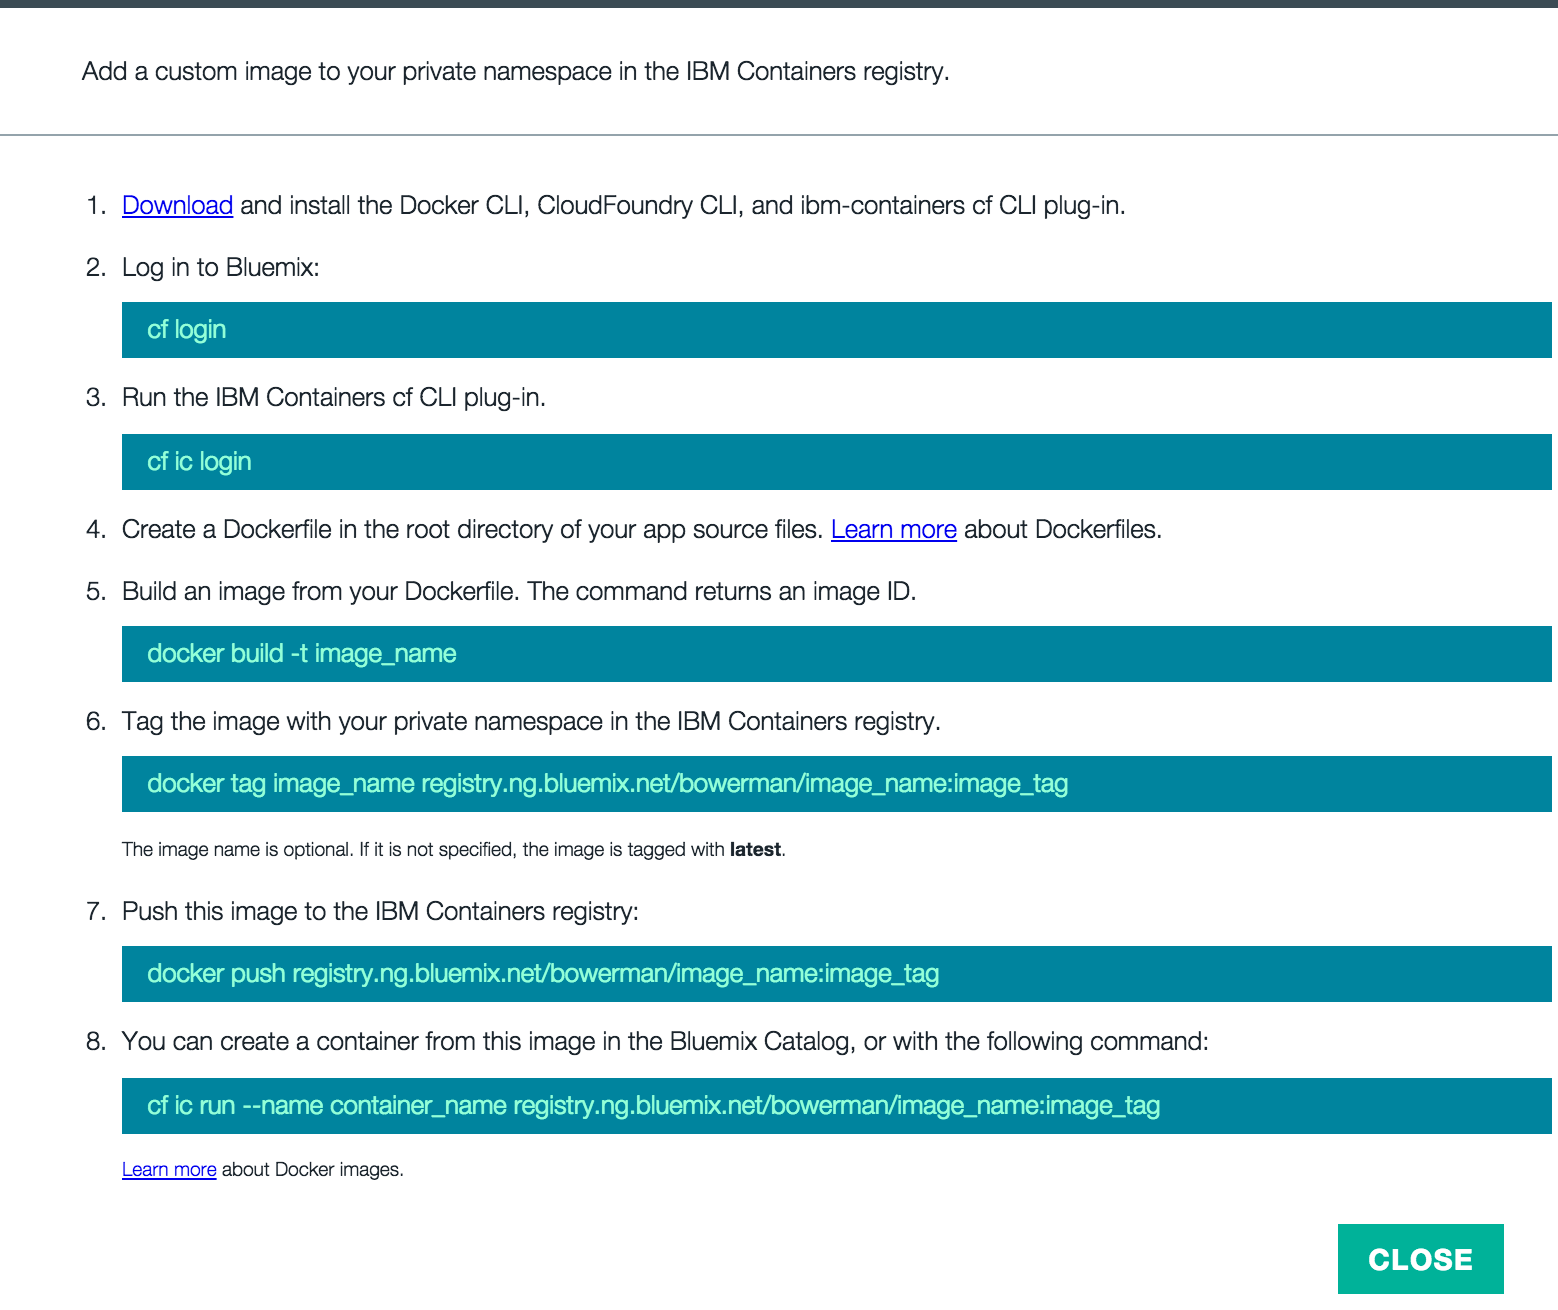 Add a custom image to your private namespace in the IBM Containers registry.
1. Download and install the Docker CLI, CloudFoundry CLI, and ibm-containers cf CLI plug-in.
2. Log in to Bluemix:
cf login
3. Run the IBM Containers cf CLI plug-in.
cf ic login
4. Create a Dockerfile in the root directory of your app source files. Learn more about Dockerfiles.
5. Build an image from your Dockerfile. The command returns an image ID.
docker build -t image_name
6. Tag the image with your private namespace in the IBM Containers registry.
docker tag image_name registry.ng.bluemix.net/bowerman/image_name:image_tag
The image name is optional. If it is not specified, the image is tagged with latest.
7. Push this image to the IBM Containers registry:
docker push registry.ng.bluemix.net/bowerman/image_name:image_tag
8. You can create a container from this image in the Bluemix Catalog, or with the following command:
cf ic run --name container_name registry.ng.bluemix.net/bowerman/image_name:image_tag
Learn more about Docker images.
CLOSE